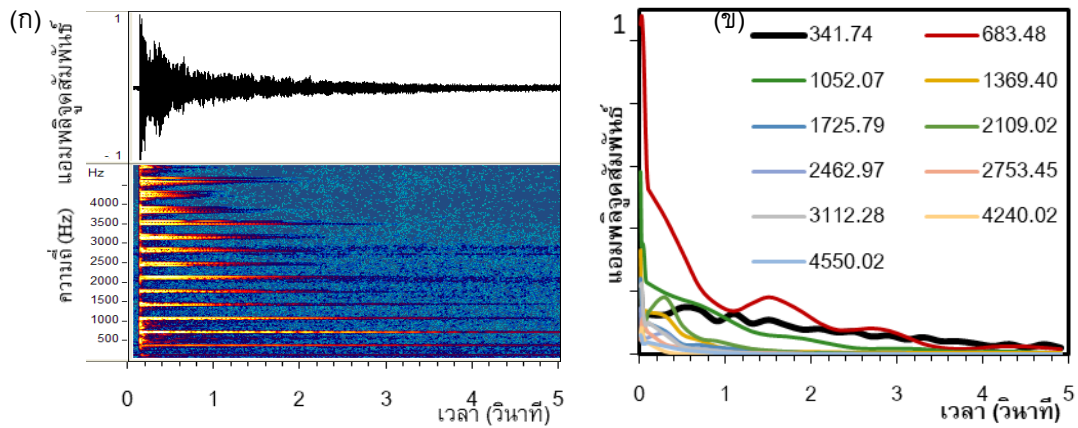 (ก)
แอมพลิจูดสัมพันธ์
1
- 1
Hz
4000
3500
3000
2500
2000
1500
1000
500
ความถี่ (Hz)
0 1 2 3 4 5
เวลา (วินาที)
(ข)
แอมพลิจูดสัมพันธ์
1
341.74 683.48
1052.07 1369.40
1725.79 2109.02
2462.97 2753.45
3112.28 4240.02
4550.02
0 1 2 3 4 5
เวลา (วินาที)